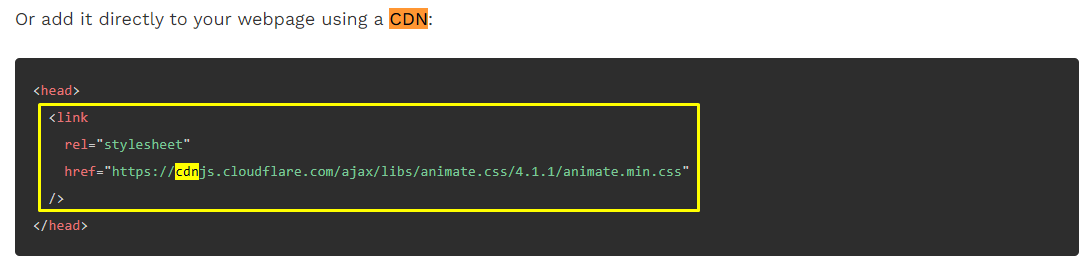 Or add it directly to your webpage using a CDN:
<head>
<link
rel="stylesheet"
href="https://cdnjs.cloudflare.com/ajax/libs/animate.css/4.1.1/animate.min.css"
/>
</head>